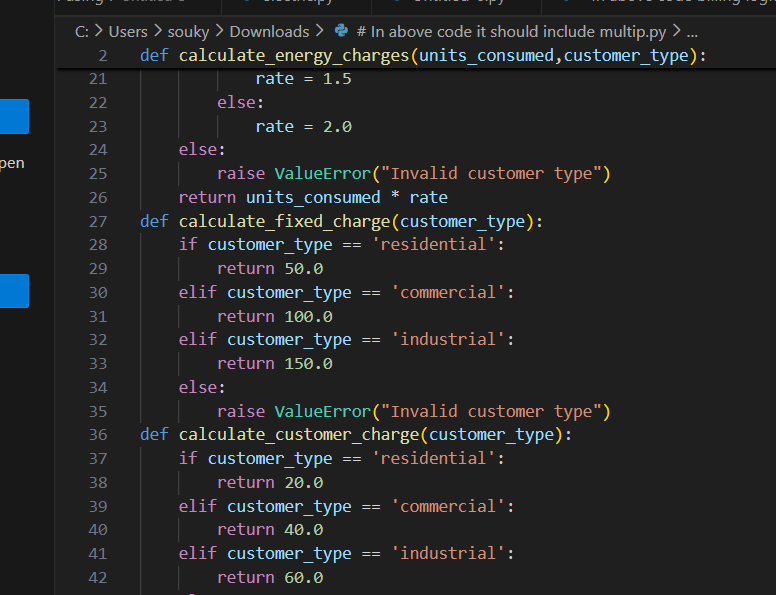 C: > Users > souky > Downloads > # In above code it should include multip.py > ...
2 def calculate_energy_charges(units_consumed,customer_type):
21 rate = 1.5
22 else:
23 rate = 2.0
24 else:
25 raise ValueError("Invalid customer type")
26 return units_consumed * rate
27 def calculate_fixed_charge(customer_type):
28 if customer_type == 'residential':
29 return 50.0
30 elif customer_type == 'commercial':
31 return 100.0
32 elif customer_type == 'industrial':
33 return 150.0
34 else:
35 raise ValueError("Invalid customer type")
36 def calculate_customer_charge(customer_type):
37 if customer_type == 'residential':
38 return 20.0
39 elif customer_type == 'commercial':
40 return 40.0
41 elif customer_type == 'industrial':
42 return 60.0
pen